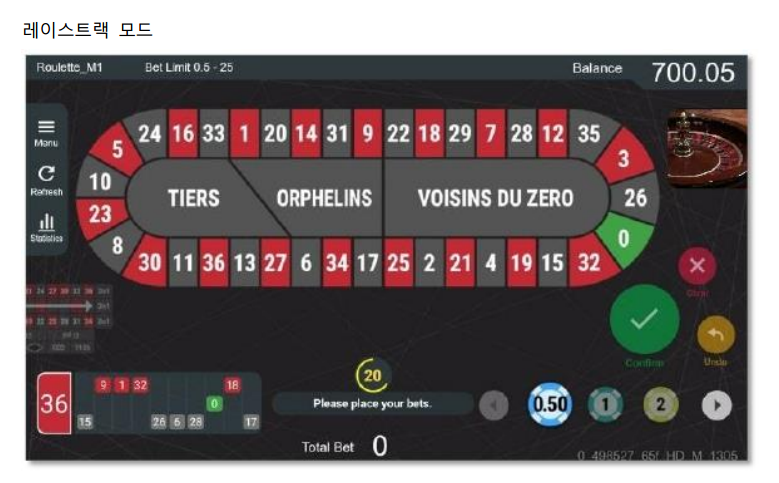 레이스트랙 모드
Roulette_M1 Bet Limit 0.5 - 25 Balance 700.05
24 16 33 1 20 14 31 9 22 18 29 7 28 12 35
5 3
Menu
10 TIERS ORPHELINS VOISINS DU ZERO 26
Refresh
23 0
8
Statistics
30 11 36 13 27 6 34 17 25 2 21 4 19 15 32
Confirm Undo
20
36 9 1 32 18
0
15 26 6 28 17
Please place your bets.
0.50 1 2
Total Bet 0
0_498527_65f_HD_M_1305